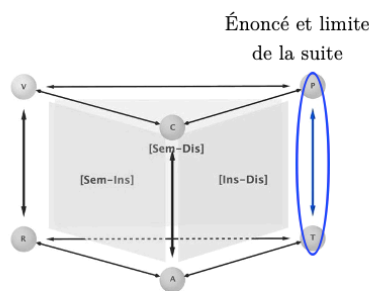 Énoncé et limite
de la suite
V
P
C
[Sem-Dis]
[Sem-Ins]
[Ins-Dis]
R
T
A